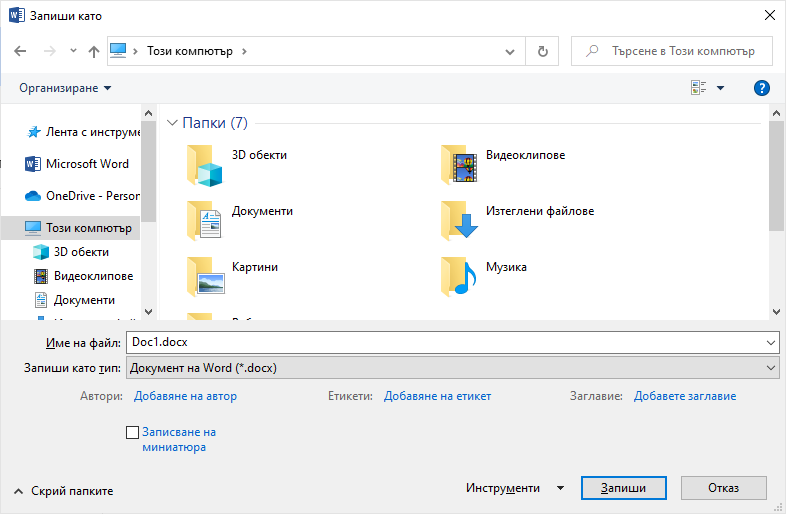 Запиши като
Този компютър
Търсене в Този компютър
Организиране
Лента с инструме
Microsoft Word
OneDrive - Person
Този компютър
3D обекти
Видеоклипове
Документи
Папки (7)
3D обекти
Видеоклипове
Документи
Изтеглени файлове
Картини
Музика
Име на файл: Doc1.docx
Запиши като тип: Документ на Word (*.docx)
Автори: Добавяне на автор Етикети: Добавяне на етикет Заглавие: Добавете заглавие
Записване на
миниатюра
Скрий папките
Инструменти Запиши Отказ